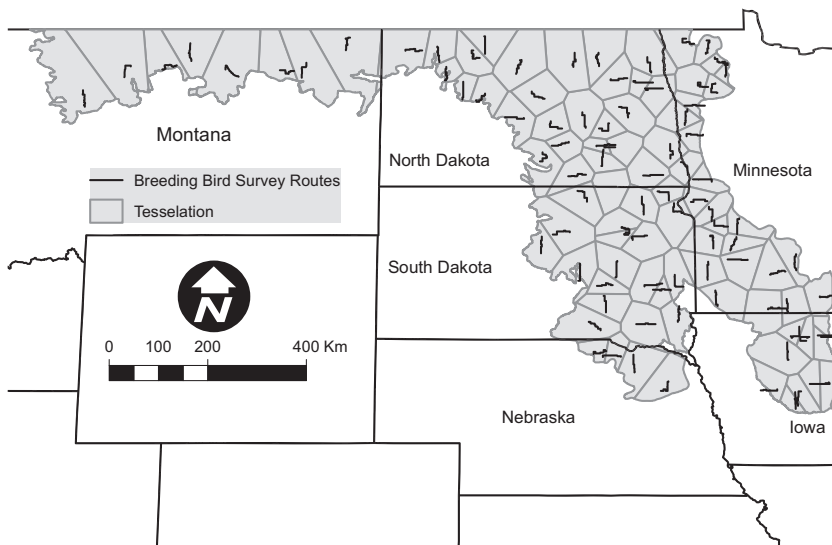 Montana
North Dakota
Minnesota
Breeding Bird Survey Routes
Tesselation
South Dakota
N
0 100 200 400 Km
Nebraska
Iowa